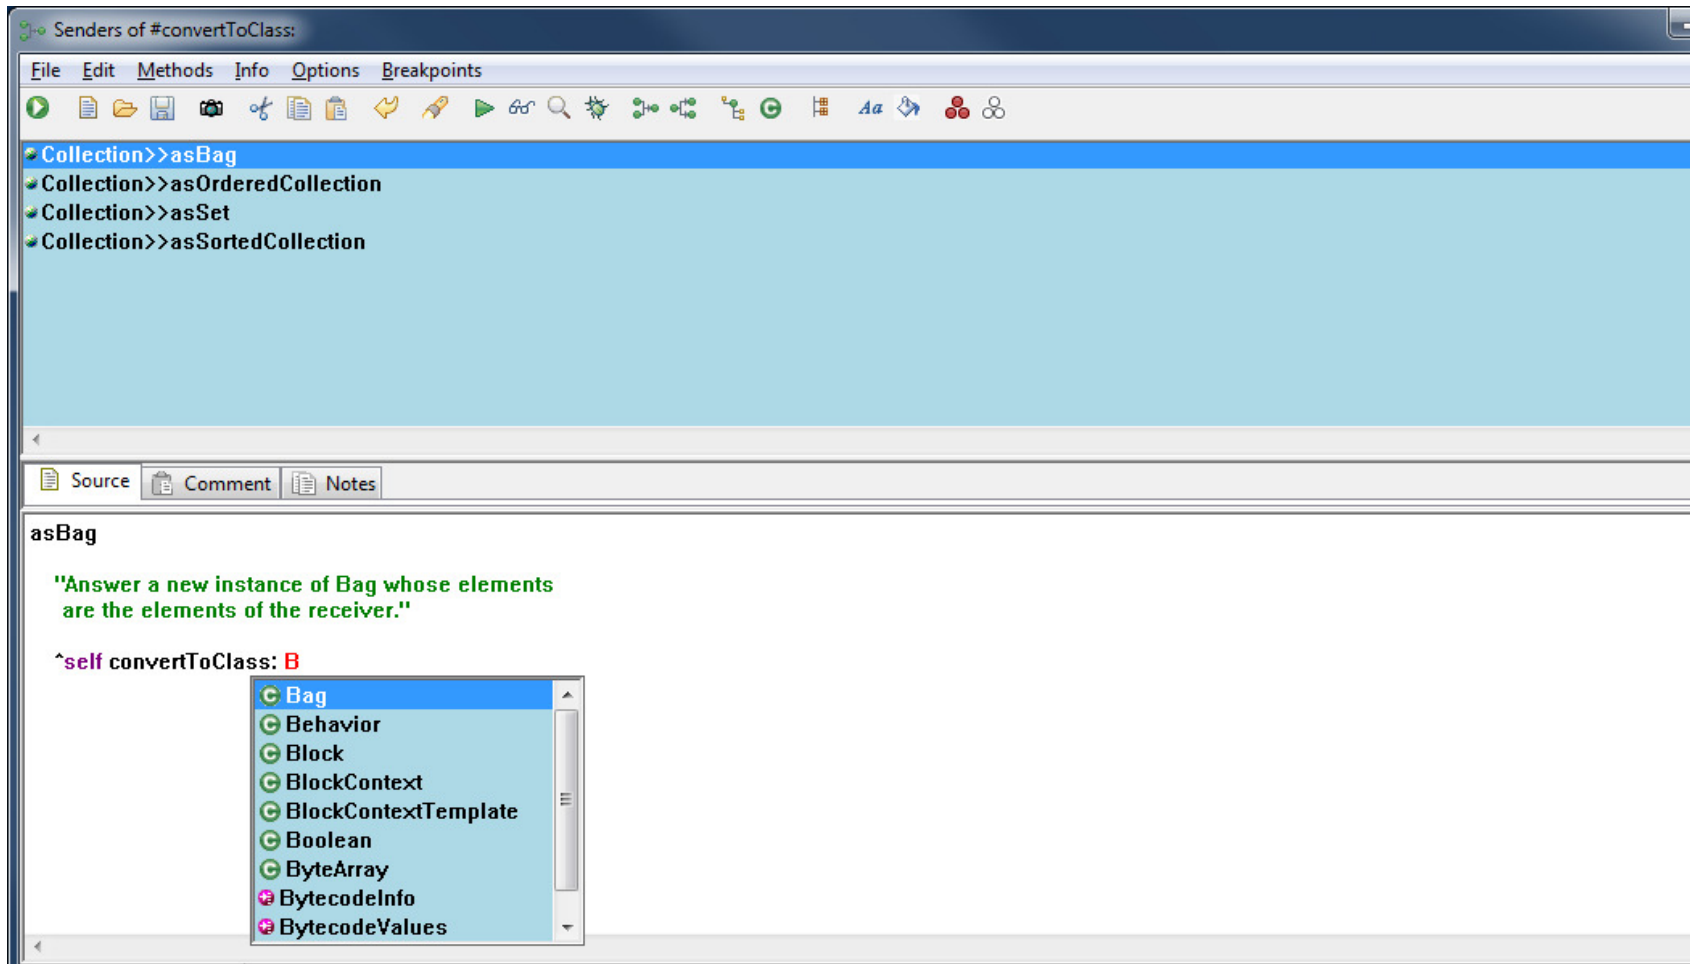 Senders of #convertToClass:
File Edit Methods Info Options Breakpoints
Aa
Collection>>asBag
Collection>>asOrderedCollection
Collection>>asSet
Collection>>asSortedCollection
Source Comment Notes
asBag
"Answer a new instance of Bag whose elements
are the elements of the receiver."
^self convertToClass: B
Bag
Behavior
Block
BlockContext
BlockContextTemplate
Boolean
ByteArray
BytecodeInfo
BytecodeValues